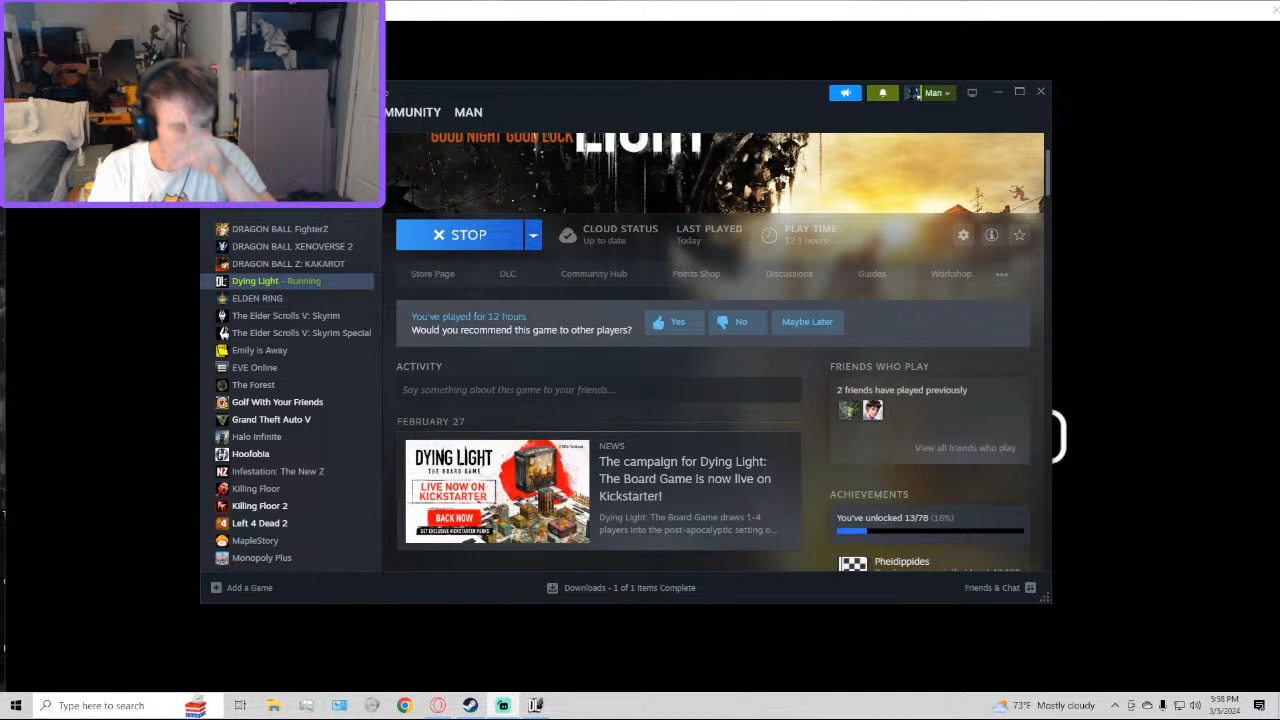 MMUNITY MAN
Man
GOOD NIGHT GOOD LUCK
LIGHT
STOP
CLOUD STATUS
Up to date
LAST PLAYED
Today
PLAY TIME
12.1 hours
Store Page DLC Community Hub Points Shop Discussions Guides Workshop
You've played for 12 hours
Would you recommend this game to other players?
Yes
No
Maybe Later
DRAGON BALL FighterZ
DRAGON BALL XENOVERSE 2
DRAGON BALL Z: KAKAROT
DL Dying Light - Running
ELDEN RING
The Elder Scrolls V: Skyrim
The Elder Scrolls V: Skyrim Special
Emily is Away
EVE Online
The Forest
Golf With Your Friends
Grand Theft Auto V
Halo Infinite
Hoofobia
NZ Infestation: The New Z
Killing Floor
Killing Floor 2
Left 4 Dead 2
MapleStory
Monopoly Plus
ACTIVITY
Say something about this game to your friends...
FEBRUARY 27
DYING LIGHT
THE BOARD GAME
LIVE NOW ON
KICKSTARTER
BACK NOW
GET EXCLUSIVE KICKSTARTER PERKS
NEWS
The campaign for Dying Light:
The Board Game is now live on
Kickstarter!
Dying Light: The Board Game draws 1-4
players into the post-apocalyptic setting o...
FRIENDS WHO PLAY
2 friends have played previously
View all friends who play
ACHIEVEMENTS
You've unlocked 13/78 (16%)
Pheidippides
Add a Game
Downloads - 1 of 1 Items Complete
Friends & Chat
Type here to search
73°F Mostly cloudy
5:58 PM
3/5/2024